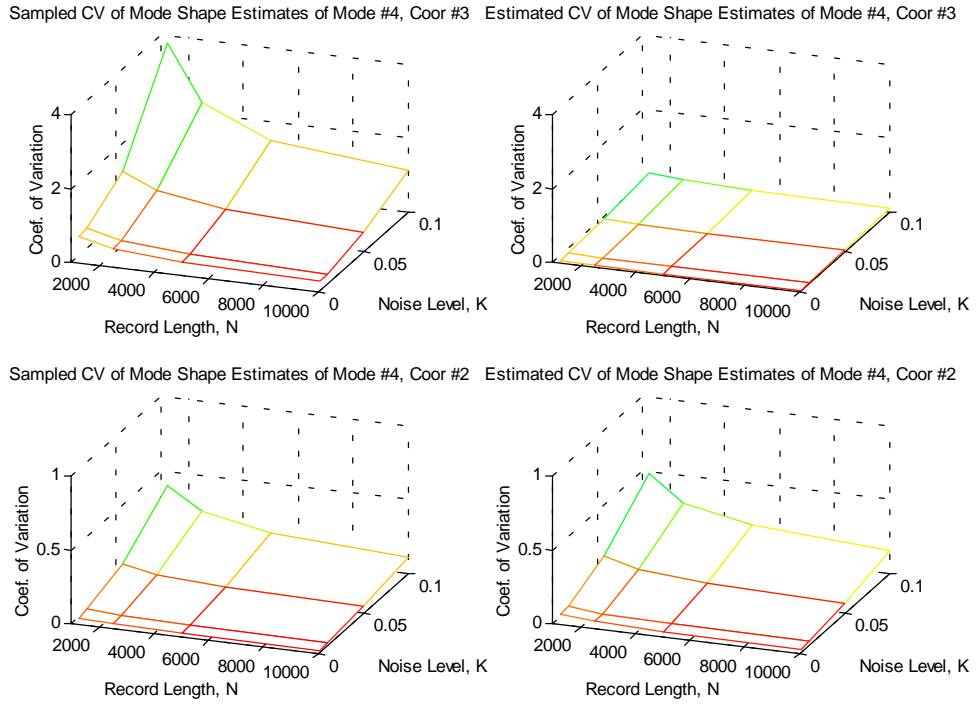 Sampled CV of Mode Shape Estimates of Mode #4, Coor #3
Coef. of Variation
4
2
0
2000
4000
6000
8000
10000
Record Length, N
0
0.05
0.1
Noise Level, K
Estimated CV of Mode Shape Estimates of Mode #4, Coor #3
Coef. of Variation
4
2
0
2000
4000
6000
8000
10000
Record Length, N
0
0.05
0.1
Noise Level, K
Sampled CV of Mode Shape Estimates of Mode #4, Coor #2
Coef. of Variation
1
0.5
0
2000
4000
6000
8000
10000
Record Length, N
0
0.05
0.1
Noise Level, K
Estimated CV of Mode Shape Estimates of Mode #4, Coor #2
Coef. of Variation
1
0.5
0
2000
4000
6000
8000
10000
Record Length, N
0
0.05
0.1
Noise Level, K